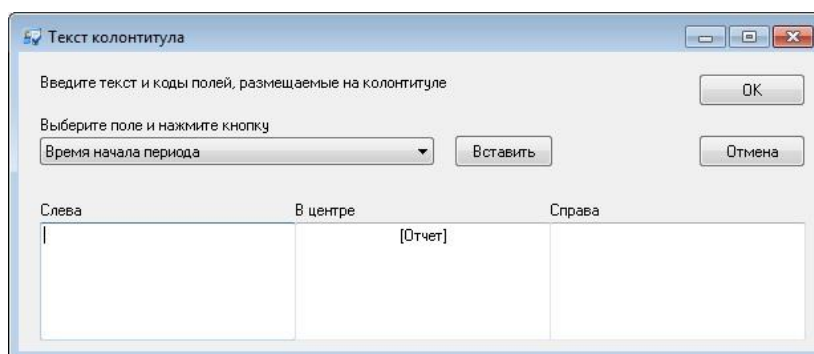 Текст колонтитула
Введите текст и коды полей, размещаемые на колонтитуле
OK
Выберите поле и нажмите кнопку
Время начала периода
Вставить
Отмена
Слева
В центре
Справа
[Отчет]